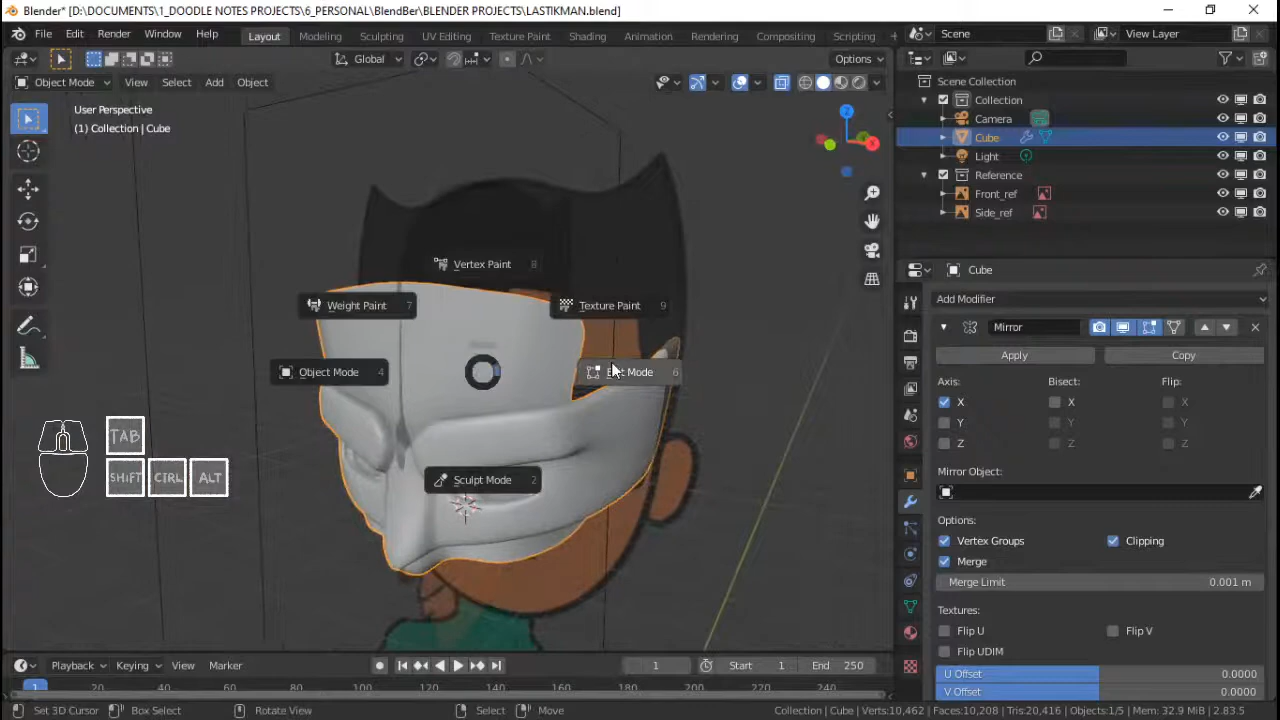 Blender* [D:\DOCUMENTS\1_DOODLE NOTES PROJECTS\6_PERSONAL\BlendBer\BLENDER PROJECTS\LASTIKMAN.blend]
File Edit Render Window Help Layout Modeling Sculpting UV Editing Texture Paint Shading Animation Rendering Compositing Scripting Scene View Layer
Global Options
Object Mode View Select Add Object
User Perspective
(1) Collection | Cube
Z
X
Scene Collection
Collection
Camera
Cube
Light
Reference
Front_ref
Side_ref
Vertex Paint 8
Weight Paint 7
Texture Paint 9
Object Mode 4
Mode 6
Sculpt Mode 2
TAB
SHIFT CTRL ALT
Cube
Add Modifier
Mirror
Apply Copy
Axis: Bisect: Flip:
X X X
Y Y Y
Z Z Z
Mirror Object:
Options:
Vertex Groups Clipping
Merge
Merge Limit 0.001 m
Textures:
Flip U Flip V
Flip UDIM
U Offset 0.0000
V Offset 0.0000
Playback Keying View Marker 1 Start 1 End 250
1 20 40 60 80 100 120 140 160 180 200 220 240
Set 3D Cursor Box Select Rotate View Select Move Collection | Cube | Verts:10,462 | Faces:10,208 | Tris:20,416 | Objects:1/5 | Mem: 32.9 MiB | 2.83.5